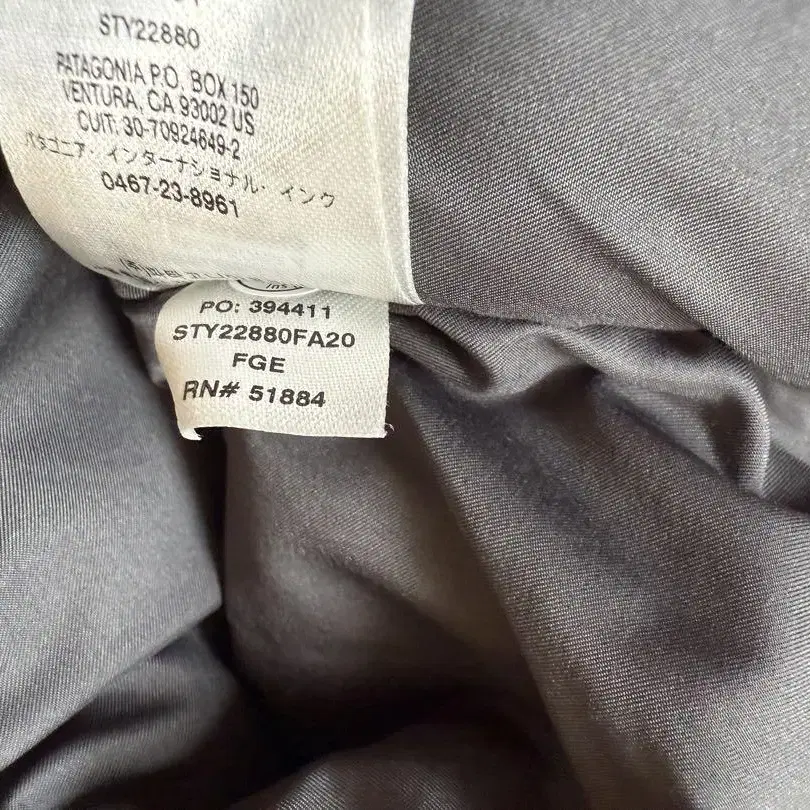 STY22880
PATAGONIA P.O. BOX 150
VENTURA, CA 93002 US
CUIT: 30-70924649-2
パタゴニア・インターナショナル・インク
0467-23-8961
PO: 394411
STY22880FA20
FGE
RN# 51884